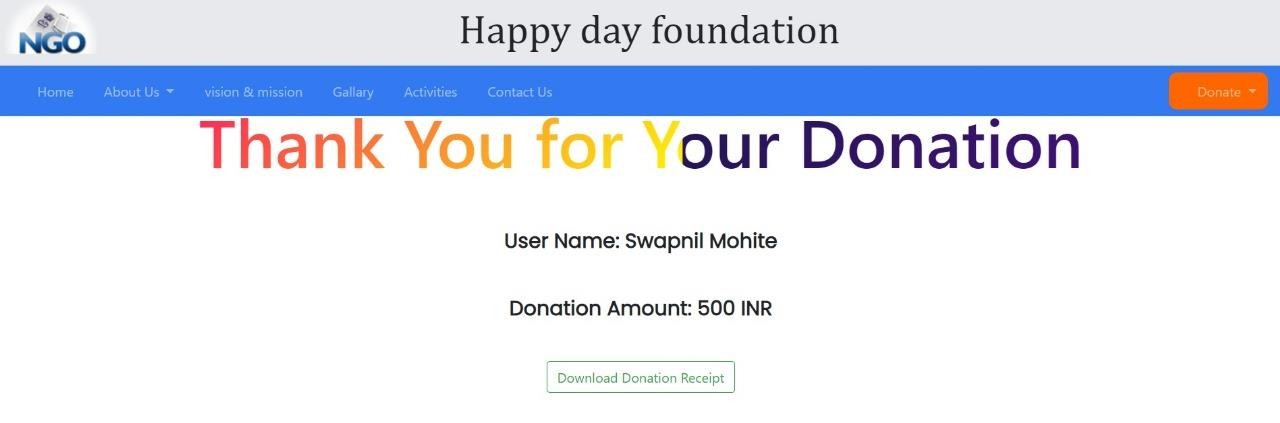 NGO
Happy day foundation
Home About Us vision & mission Gallary Activities Contact Us Donate
Thank You for Your Donation
User Name: Swapnil Mohite
Donation Amount: 500 INR
Download Donation Receipt